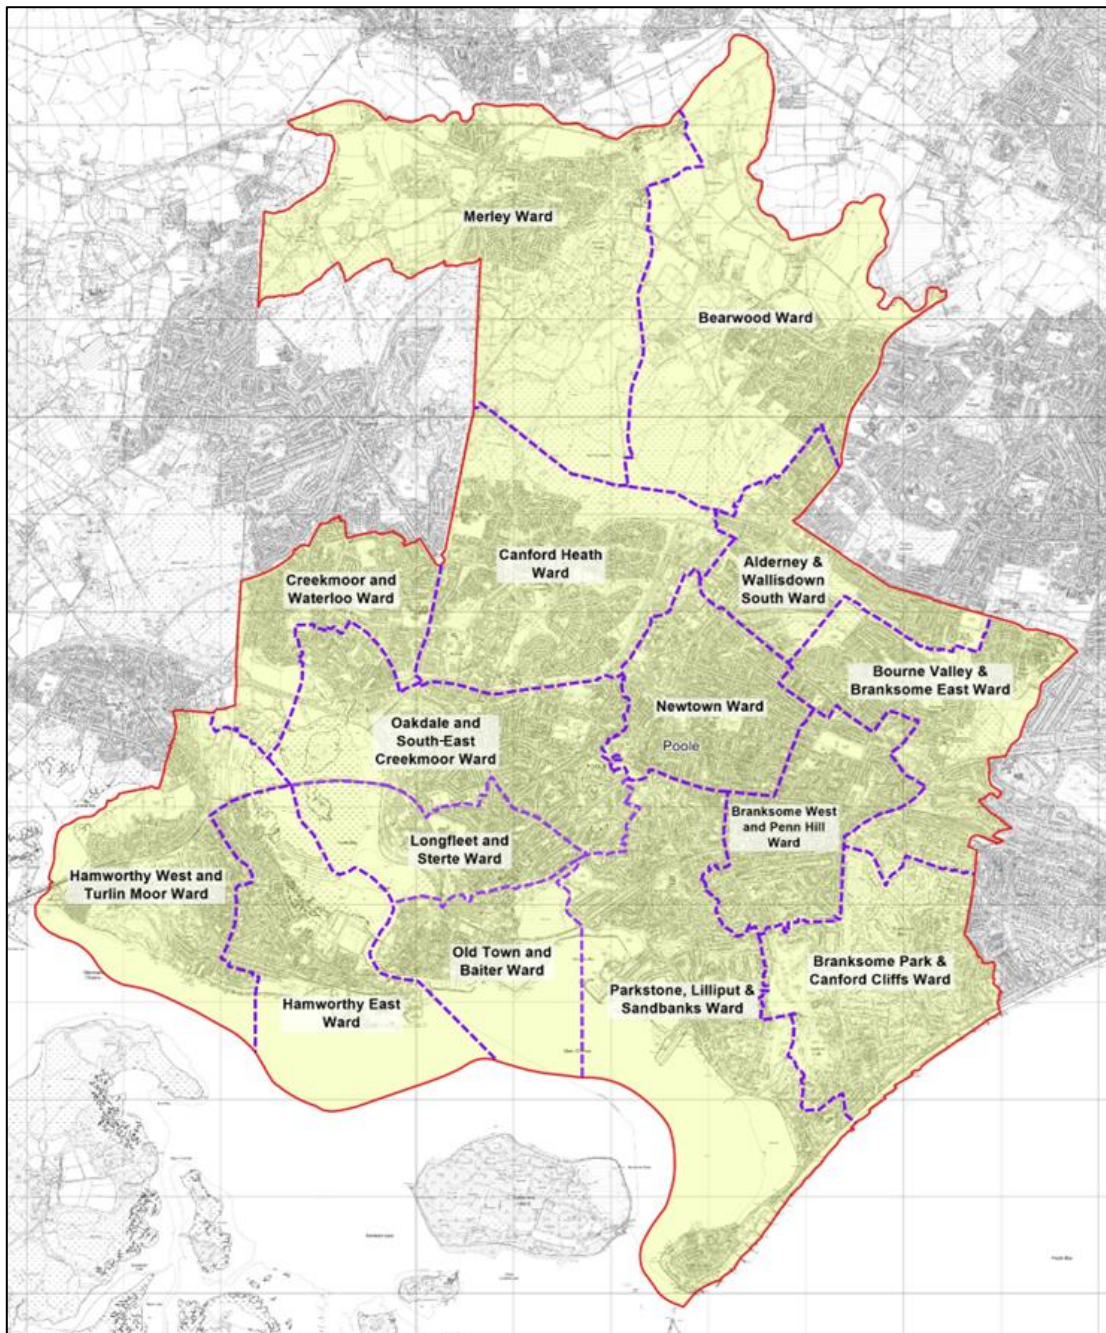 Merley Ward
Bearwood Ward
Canford Heath
Ward
Alderney &
Wallisdown
South Ward
Creekmoor and
Waterloo Ward
Bourne Valley &
Branksome East Ward
Newtown Ward
Poole
Oakdale and
South-East
Creekmoor Ward
Branksome West
and Penn Hill
Ward
Longfleet and
Sterte Ward
Hamworthy West and
Turlin Moor Ward
Old Town and
Baiter Ward
Branksome Park &
Canford Cliffs Ward
Parkstone, Lilliput &
Sandbanks Ward
Hamworthy East
Ward